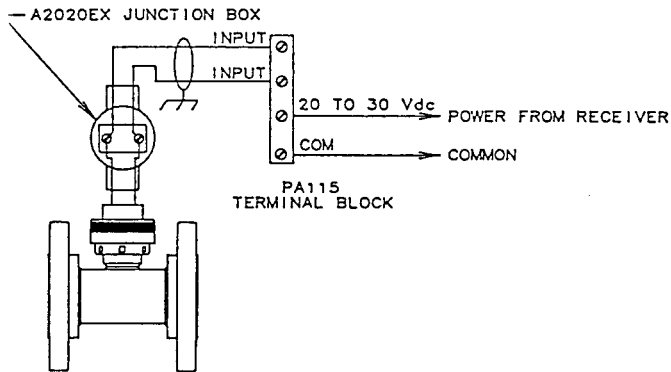 A2020EX JUNCTION BOX
INPUT
INPUT
20 TO 30 Vdc
POWER FROM RECEIVER
COM
COMMON
PA115
TERMINAL BLOCK